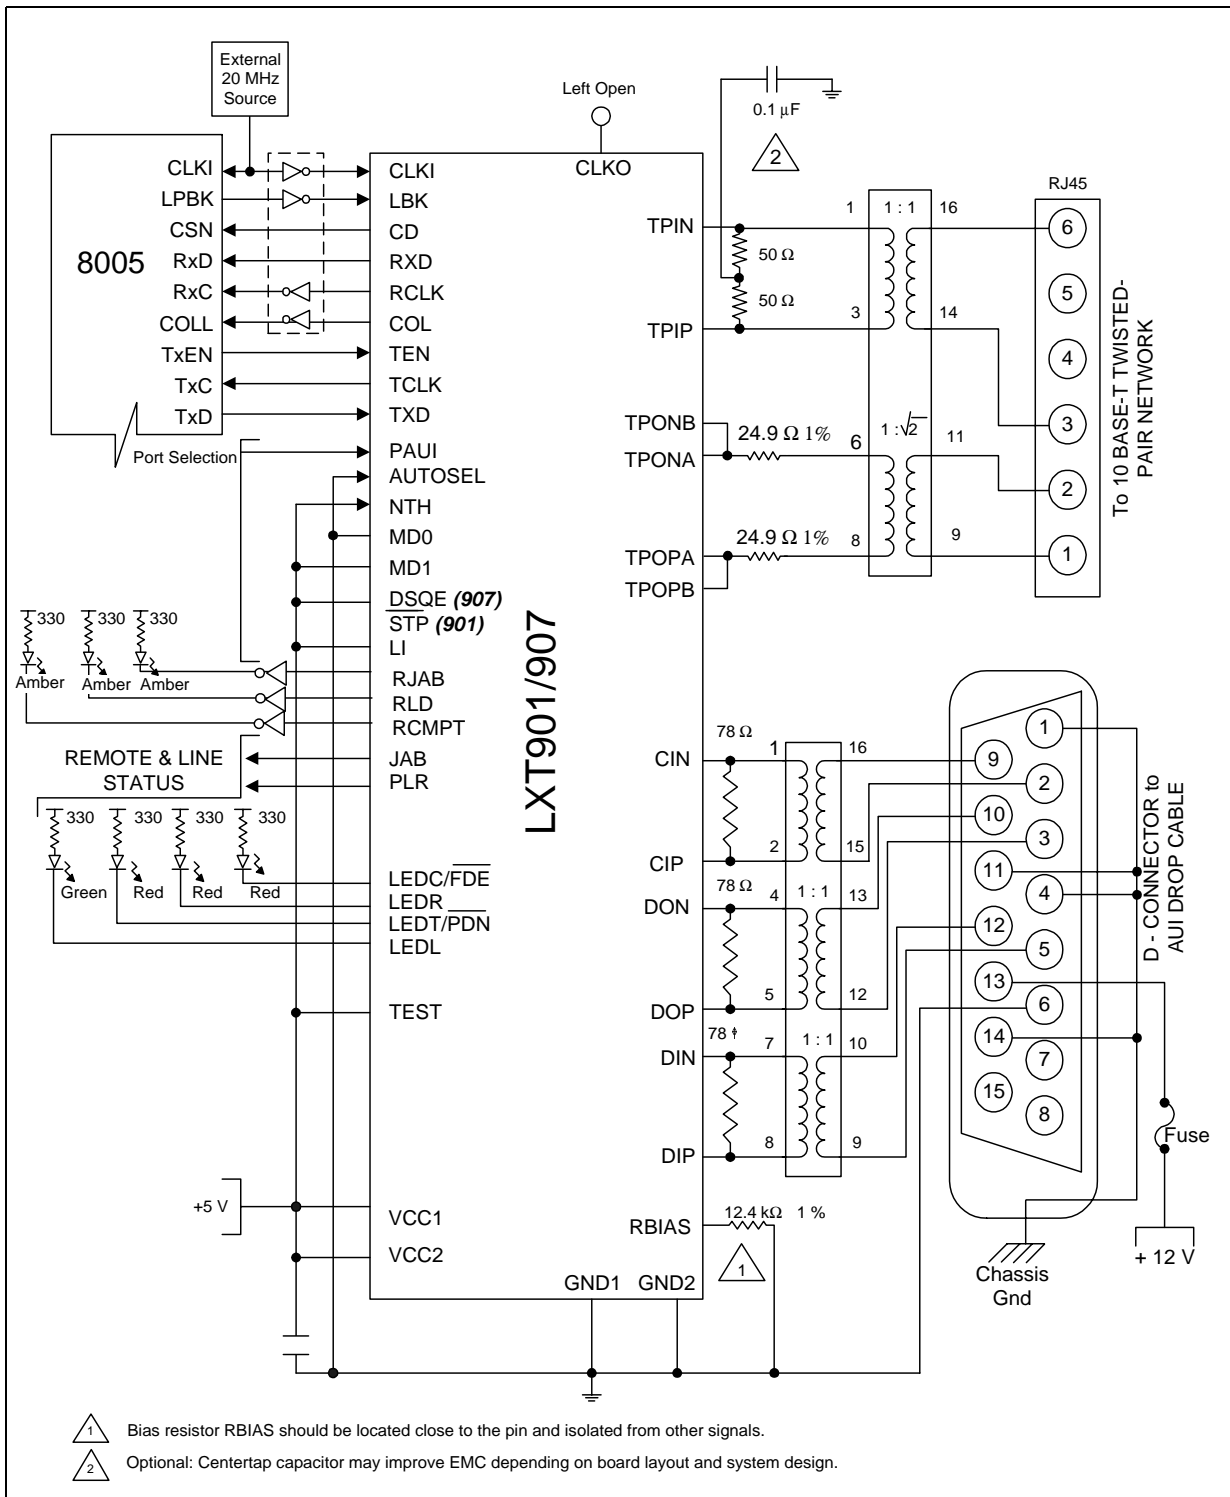 External
20 MHz
Source
Left Open
0.1 μF
2
CLKO
8005
CLKI
LPBK
CSN
RxD
RxC
COLL
TxEN
TxC
TxD
CLKI
LBK
CD
RXD
RCLK
COL
TEN
TCLK
TXD
Port Selection
PAUI
AUTOSEL
NTH
MD0
MD1
DSQE (907)
STP (901)
LI
RJAB
RLD
RCMPT
JAB
PLR
330
330
330
Amber
Amber
Amber
REMOTE & LINE
STATUS
330
330
330
330
Green
Red
Red
Red
LEDC/FDE
LEDR
LEDT/PDN
LEDL
TEST
+5 V
VCC1
VCC2
LXT901/907
TPIN
50 Ω
50 Ω
TPIP
1
1 : 1
16
3
14
TPONB
TPONA
24.9 Ω 1%
6
1 :√2
11
TPOPA
TPOPB
24.9 Ω 1%
8
9
RJ45
6
5
4
3
2
1
To 10 BASE-T TWISTED-
PAIR NETWORK
CIN
78 Ω
1
16
CIP
2
15
DON
78 Ω
4
1 : 1
13
DOP
5
12
DIN
78 ϕ
7
1 : 1
10
DIP
8
9
1
9
2
10
3
11
4
12
5
13
6
14
7
15
8
D - CONNECTOR to
AUI DROP CABLE
Fuse
+ 12 V
Chassis
Gnd
RBIAS
12.4 kΩ 1 %
1
GND1
GND2
1 Bias resistor RBIAS should be located close to the pin and isolated from other signals.
2 Optional: Centertap capacitor may improve EMC depending on board layout and system design.